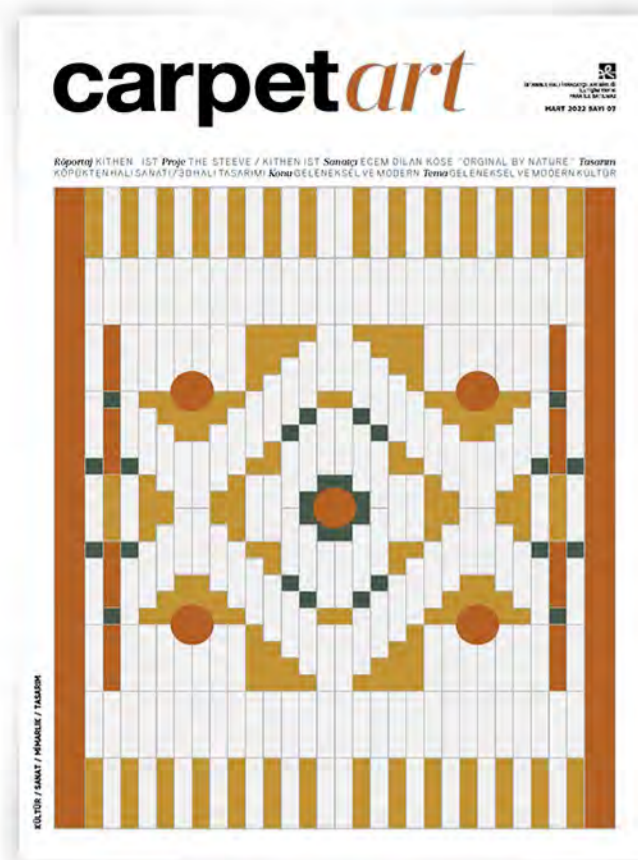 carpetart
MART 2022 SAYI 07
Röportaj KITHEN IST Proje THE STEEVE / KITHEN IST Sanatçı ECEM DILAN KOSE "ORGINAL BY NATURE" Tasarım
KÖPÜKTEN HALI SANATI/3D HALI TASARIMI Konu GELENEKSEL VE MODERN Tema GELENEKSEL VE MODERN KÜLTÜR
KÜLTÜR / SANAT / MİMARLIK / TASARIM